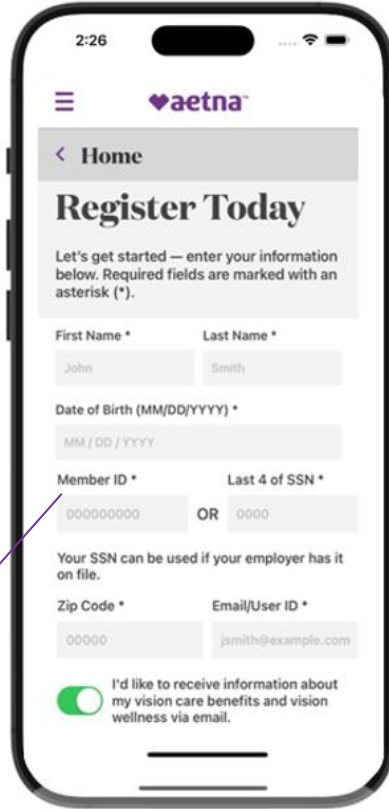 2:26
aetna™
< Home
Register Today
Let's get started — enter your information
below. Required fields are marked with an
asterisk (*).
First Name * Last Name *
John Smith
Date of Birth (MM/DD/YYYY) *
MM / DD / YYYY
Member ID * Last 4 of SSN *
000000000 OR 0000
Your SSN can be used if your employer has it
on file.
Zip Code * Email/User ID *
00000 jsmith@example.com
I'd like to receive information about
my vision care benefits and vision
wellness via email.